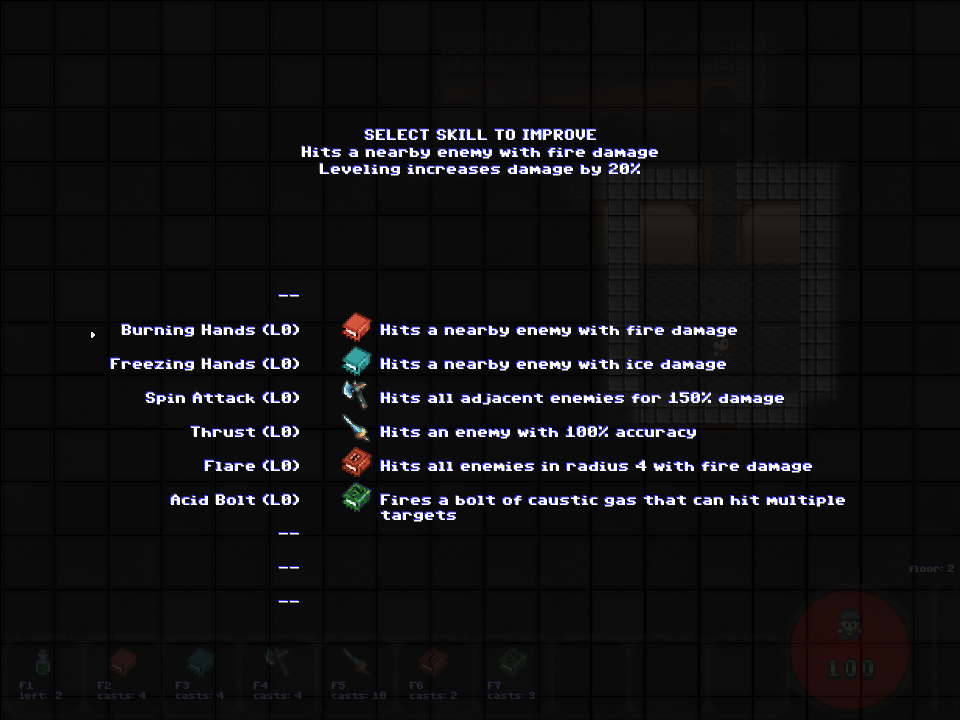 SELECT SKILL TO IMPROVE
Hits a nearby enemy with fire damage
Leveling increases damage by 20%
--
Burning Hands (L0) Hits a nearby enemy with fire damage
Freezing Hands (L0) Hits a nearby enemy with ice damage
Spin Attack (L0) Hits all adjacent enemies for 150% damage
Thrust (L0) Hits an enemy with 100% accuracy
Flare (L0) Hits all enemies in radius 4 with fire damage
Acid Bolt (L0) Fires a bolt of caustic gas that can hit multiple
targets
--
--
--
floor: 2
100
F1 F2 F3 F4 F5 F6 F7
left: 2 casts: 4 casts: 4 casts: 4 casts: 10 casts: 2 casts: 3